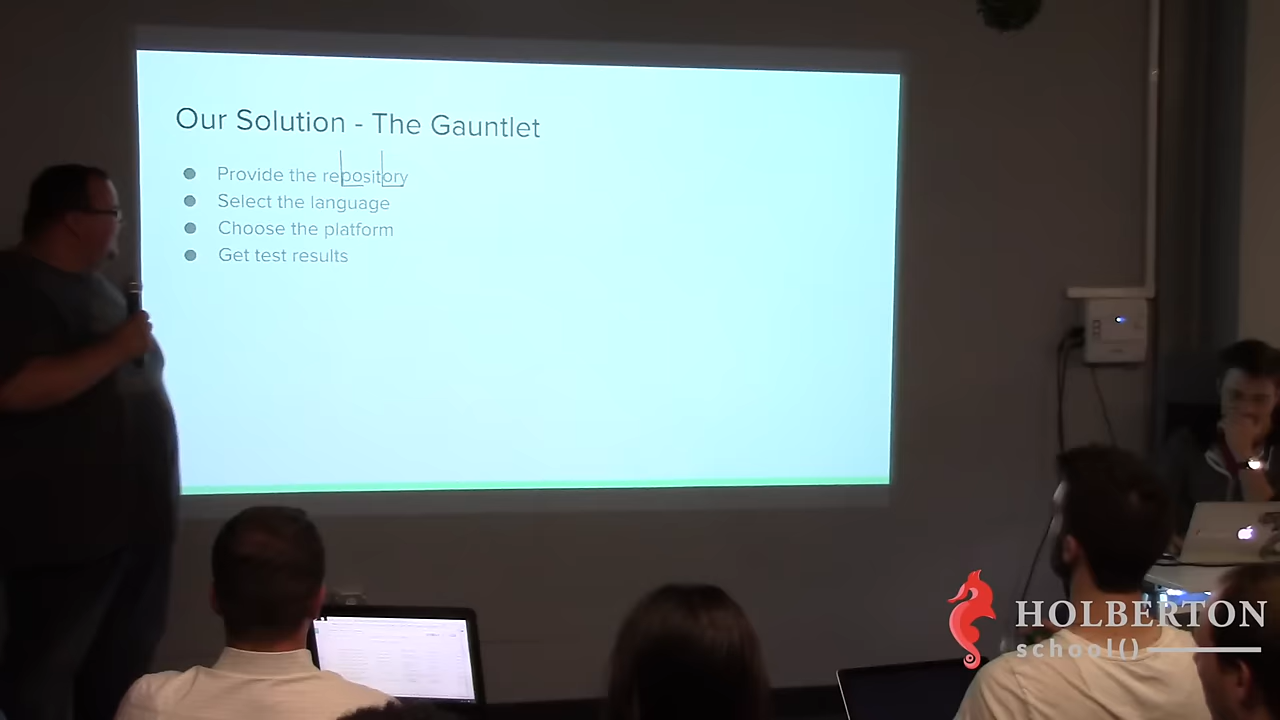 Our Solution - The Gauntlet
Provide the repository
Select the language
Choose the platform
Get test results
HOLBERTON
school()